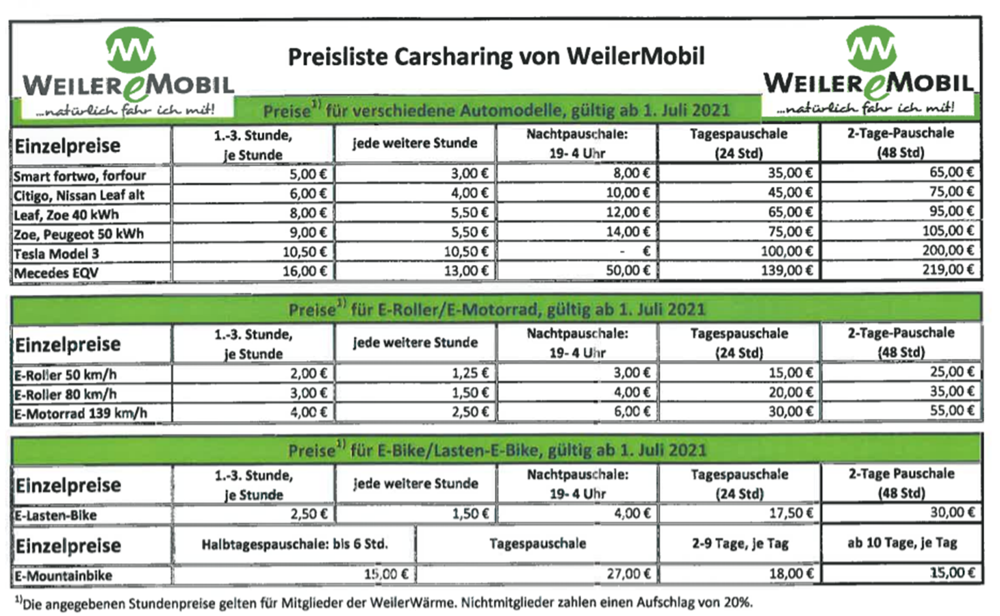 WEILEReMOBIL
...natürlich fahr ich mit!
Preisliste Carsharing von WeilerMobil
WEILEReMOBIL
...natürlich fahr ich mit!
Preise1) für verschiedene Automodelle, gültig ab 1. Juli 2021
Einzelpreise 1.-3. Stunde, je Stunde jede weitere Stunde Nachtpauschale: 19- 4 Uhr Tagespauschale (24 Std) 2-Tage-Pauschale (48 Std)
Smart fortwo, forfour 5,00 € 3,00 € 8,00 € 35,00 € 65,00 €
Citigo, Nissan Leaf alt 6,00 € 4,00 € 10,00 € 45,00 € 75,00 €
Leaf, Zoe 40 kWh 8,00 € 5,50 € 12,00 € 65,00 € 95,00 €
Zoe, Peugeot 50 kWh 9,00 € 5,50 € 14,00 € 75,00 € 105,00 €
Tesla Model 3 10,50 € 10,50 € - € 100,00 € 200,00 €
Mecedes EQV 16,00 € 13,00 € 50,00 € 139,00 € 219,00 €
Preise1) für E-Roller/E-Motorrad, gültig ab 1. Juli 2021
Einzelpreise 1.-3. Stunde, je Stunde jede weitere Stunde Nachtpauschale: 19- 4 Uhr Tagespauschale (24 Std) 2-Tage-Pauschale (48 Std)
E-Roller 50 km/h 2,00 € 1,25 € 3,00 € 15,00 € 25,00 €
E-Roller 80 km/h 3,00 € 1,50 € 4,00 € 20,00 € 35,00 €
E-Motorrad 139 km/h 4,00 € 2,50 € 6,00 € 30,00 € 55,00 €
Preise1) für E-Bike/Lasten-E-Bike, gültig ab 1. Juli 2021
Einzelpreise 1.-3. Stunde, je Stunde jede weitere Stunde Nachtpauschale: 19- 4 Uhr Tagespauschale (24 Std) 2-Tage Pauschale (48 Std)
E-Lasten-Bike 2,50 € 1,50 € 4,00 € 17,50 € 30,00 €
Einzelpreise Halbtagespauschale: bis 6 Std. Tagespauschale 2-9 Tage, je Tag ab 10 Tage, je Tag
E-Mountainbike 15,00 € 27,00 € 18,00 € 15,00 €
1)Die angegebenen Stundenpreise gelten für Mitglieder der WeilerWärme. Nichtmitglieder zahlen einen Aufschlag von 20%.